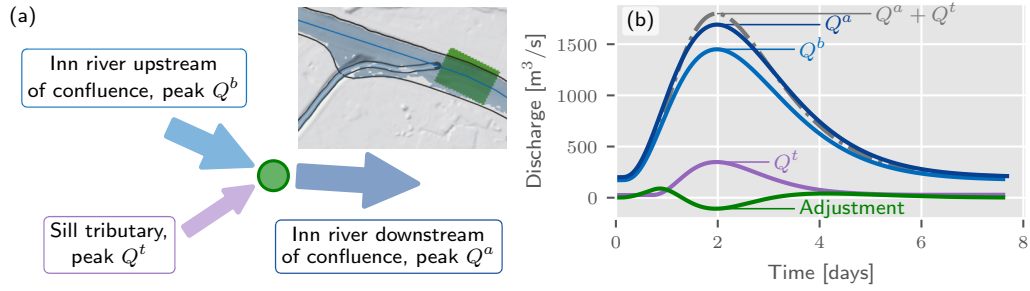 (a)
Inn river upstream
of confluence, peak Q^b
Sill tributary,
peak Q^t
Inn river downstream
of confluence, peak Q^a
(b)
Discharge [m^3/s]
1500
1000
500
0
Q^a + Q^t
Q^a
Q^b
Q^t
Adjustment
0 2 4 6 8
Time [days]